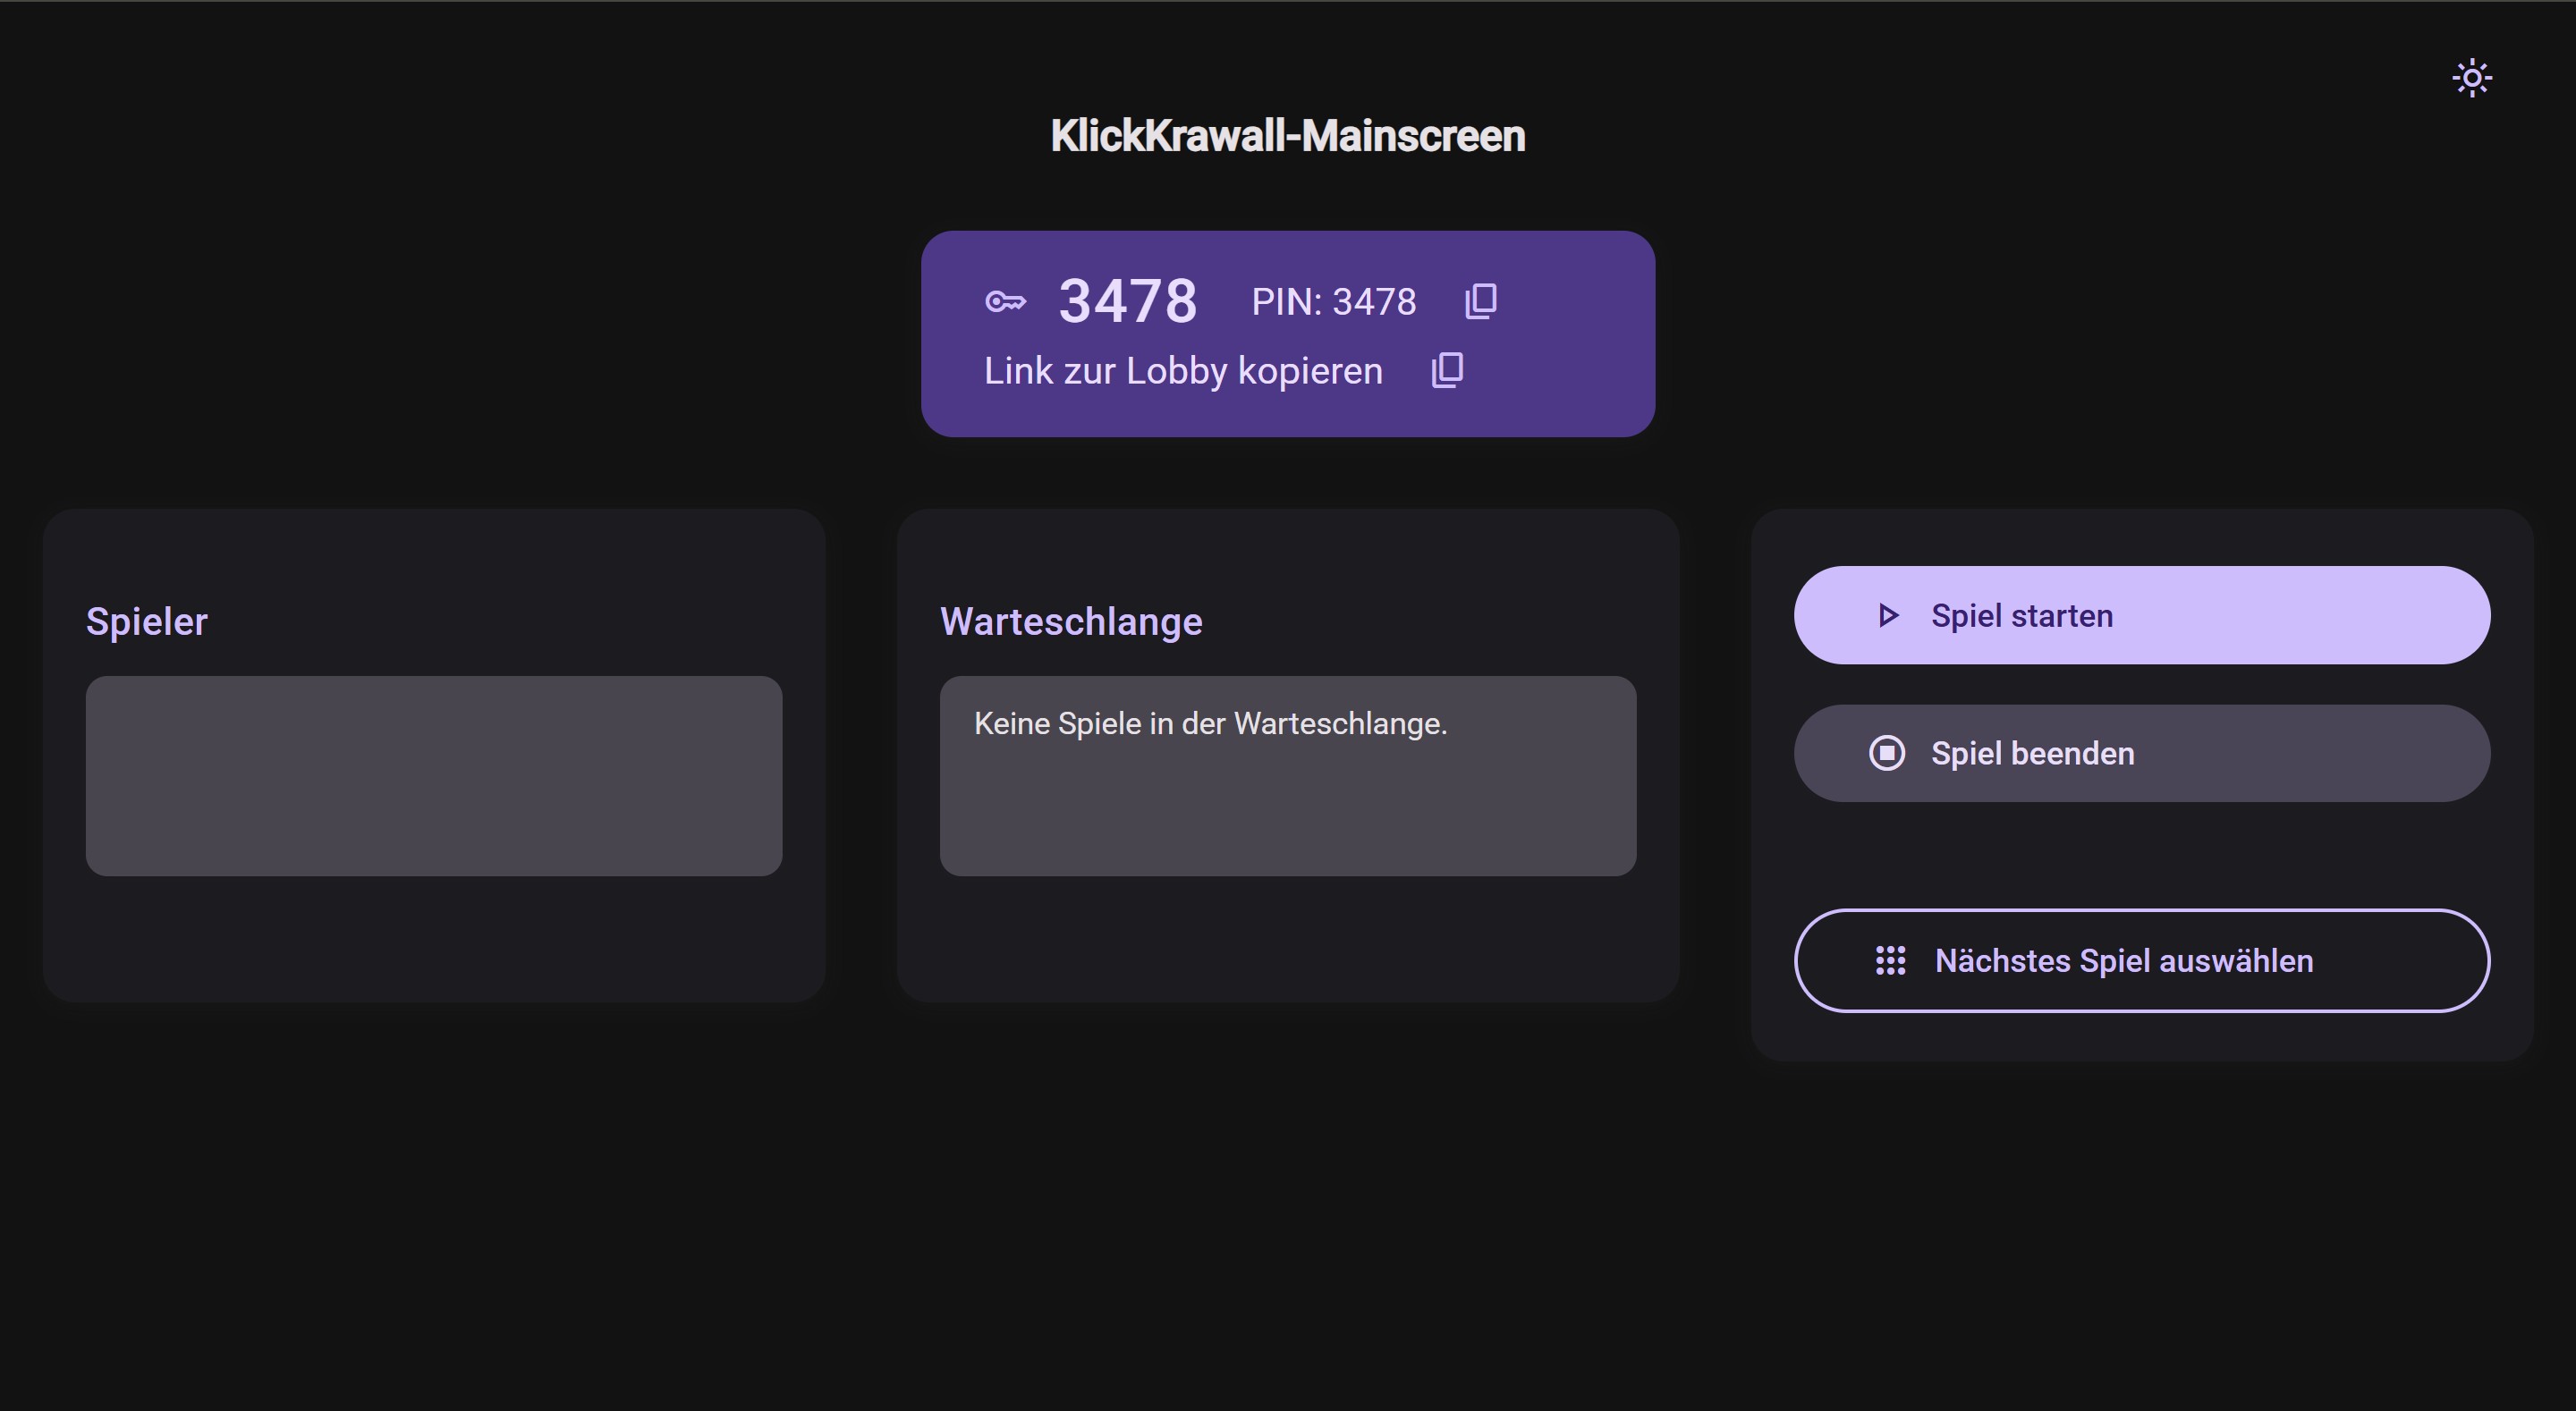 KlickKrawall-Mainscreen
3478 PIN: 3478
Link zur Lobby kopieren
Spieler
Warteschlange
Keine Spiele in der Warteschlange.
Spiel starten
Spiel beenden
Nächstes Spiel auswählen